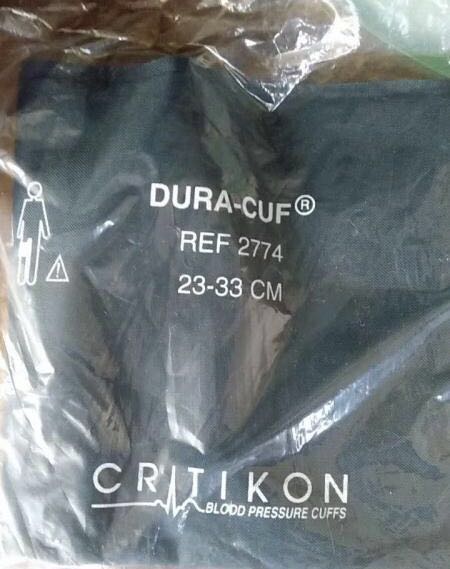 DURA-CUF®
REF 2774
23-33 CM
CRITIKON
BLOOD PRESSURE CUFFS